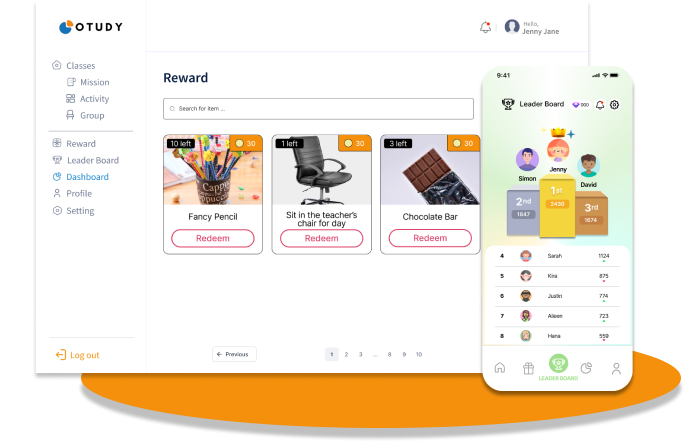 OTUDY
Hello,
Jenny Jane
Classes
Mission
Activity
Group
Reward
Leader Board
Dashboard
Profile
Setting
Log out
Reward
Search for item ...
10 left
30
Fancy Pencil
Redeem
1 left
30
Sit in the teacher's
chair for day
Redeem
3 left
30
Chocolate Bar
Redeem
← Previous
1 2 3 ... 8 9 10
9:41
Leader Board
000
Simon
Jenny
David
1st
2430
2nd
1847
3rd
1674
4 Sarah 1124
5 Kira 875
6 Justin 774
7 Aileen 723
8 Hana 559
LEADER BOARD